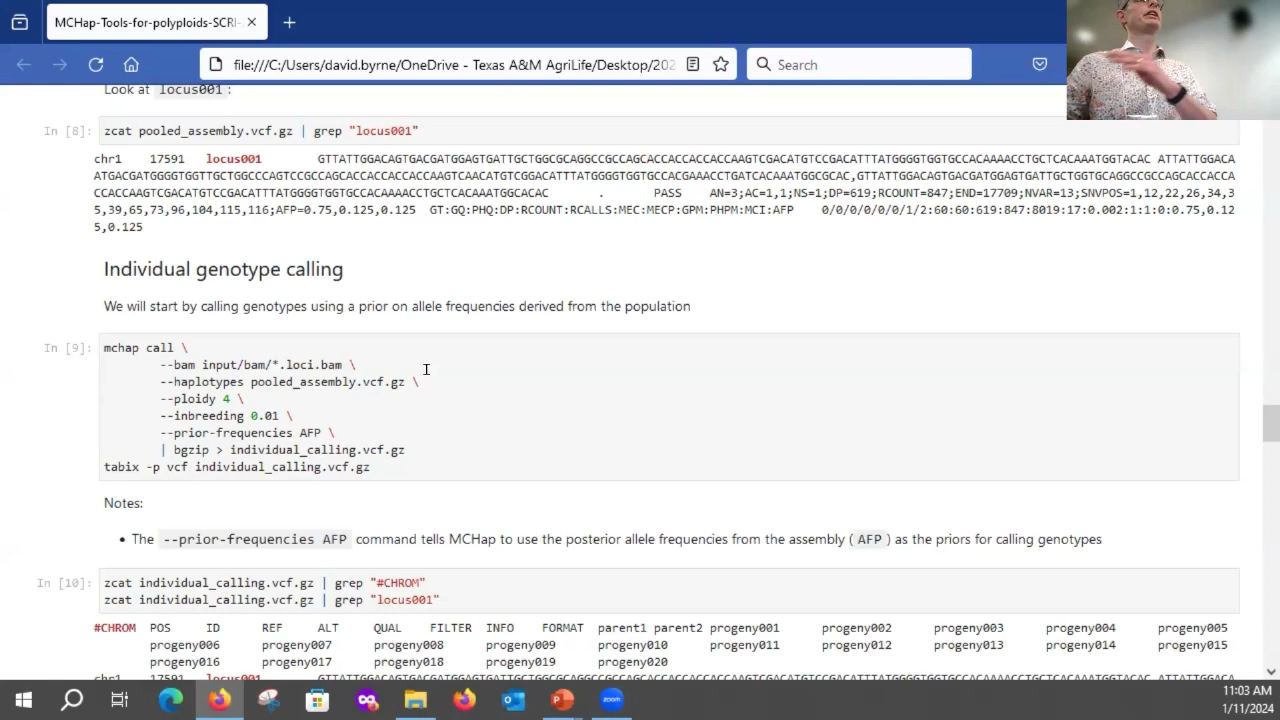 MCHap-Tools-for-polyploids-SCRI-
file:///C:/Users/david.byrne/OneDrive - Texas A&M AgriLife/Desktop/202
Search
Look at locus001:
In [8]: zcat pooled_assembly.vcf.gz | grep "locus001"
chr1 17591 locus001 GTTATTGGACAGTGACGATGGAGTGATTGCTGGCGCAGGCCGCCAGCACCACCACCACCAAGTCGACATGTCCGACATTTATGGGGTGGTGCCACAAAACCTGCTCACAAATGGTACAC ATTATTGGACA
ATGACGATGGGGTGGTTGCTGGCCCAGTCCGCCAGCACCACCACCACCAAGTCAACATGTCGGACATTTATGGGGTGGTGCCACGAAACCTGATCACAAATGGCGCAC,GTTATTGGACAGTGACGATGGAGTGATTGCTGGTGCAGGCCGCCAGCACCA
CCACCAAGTCGACATGTCCGACATTTATGGGGTGGTGCCACAAAACCTGCTCACAAATGGCACAC . PASS AN=3;AC=1,1;NS=1;DP=619;RCOUNT=847;END=17709;NVAR=13;SNVPOS=1,12,22,26,34,3
5,39,65,73,96,104,115,116;AFP=0.75,0.125,0.125 GT:GQ:PHQ:DP:RCOUNT:RCALLS:MEC:MECP:GPM:PHPM:MCI:AFP 0/0/0/0/0/0/1/2:60:60:619:847:8019:17:0.002:1:1:0:0.75,0.12
5,0.125
Individual genotype calling
We will start by calling genotypes using a prior on allele frequencies derived from the population
In [9]: mchap call \
--bam input/bam/*.loci.bam \
--haplotypes pooled_assembly.vcf.gz \
--ploidy 4 \
--inbreeding 0.01 \
--prior-frequencies AFP \
| bgzip > individual_calling.vcf.gz
tabix -p vcf individual_calling.vcf.gz
Notes:
• The --prior-frequencies AFP command tells MCHap to use the posterior allele frequencies from the assembly (AFP) as the priors for calling genotypes
In [10]: zcat individual_calling.vcf.gz | grep "#CHROM"
zcat individual_calling.vcf.gz | grep "locus001"
#CHROM POS ID REF ALT QUAL FILTER INFO FORMAT parent1 parent2 progeny001 progeny002 progeny003 progeny004 progeny005
progeny006 progeny007 progeny008 progeny009 progeny010 progeny011 progeny012 progeny013 progeny014 progeny015
progeny016 progeny017 progeny018 progeny019 progeny020
chr1 17591 locus001
zoom
11:03 AM
1/11/2024